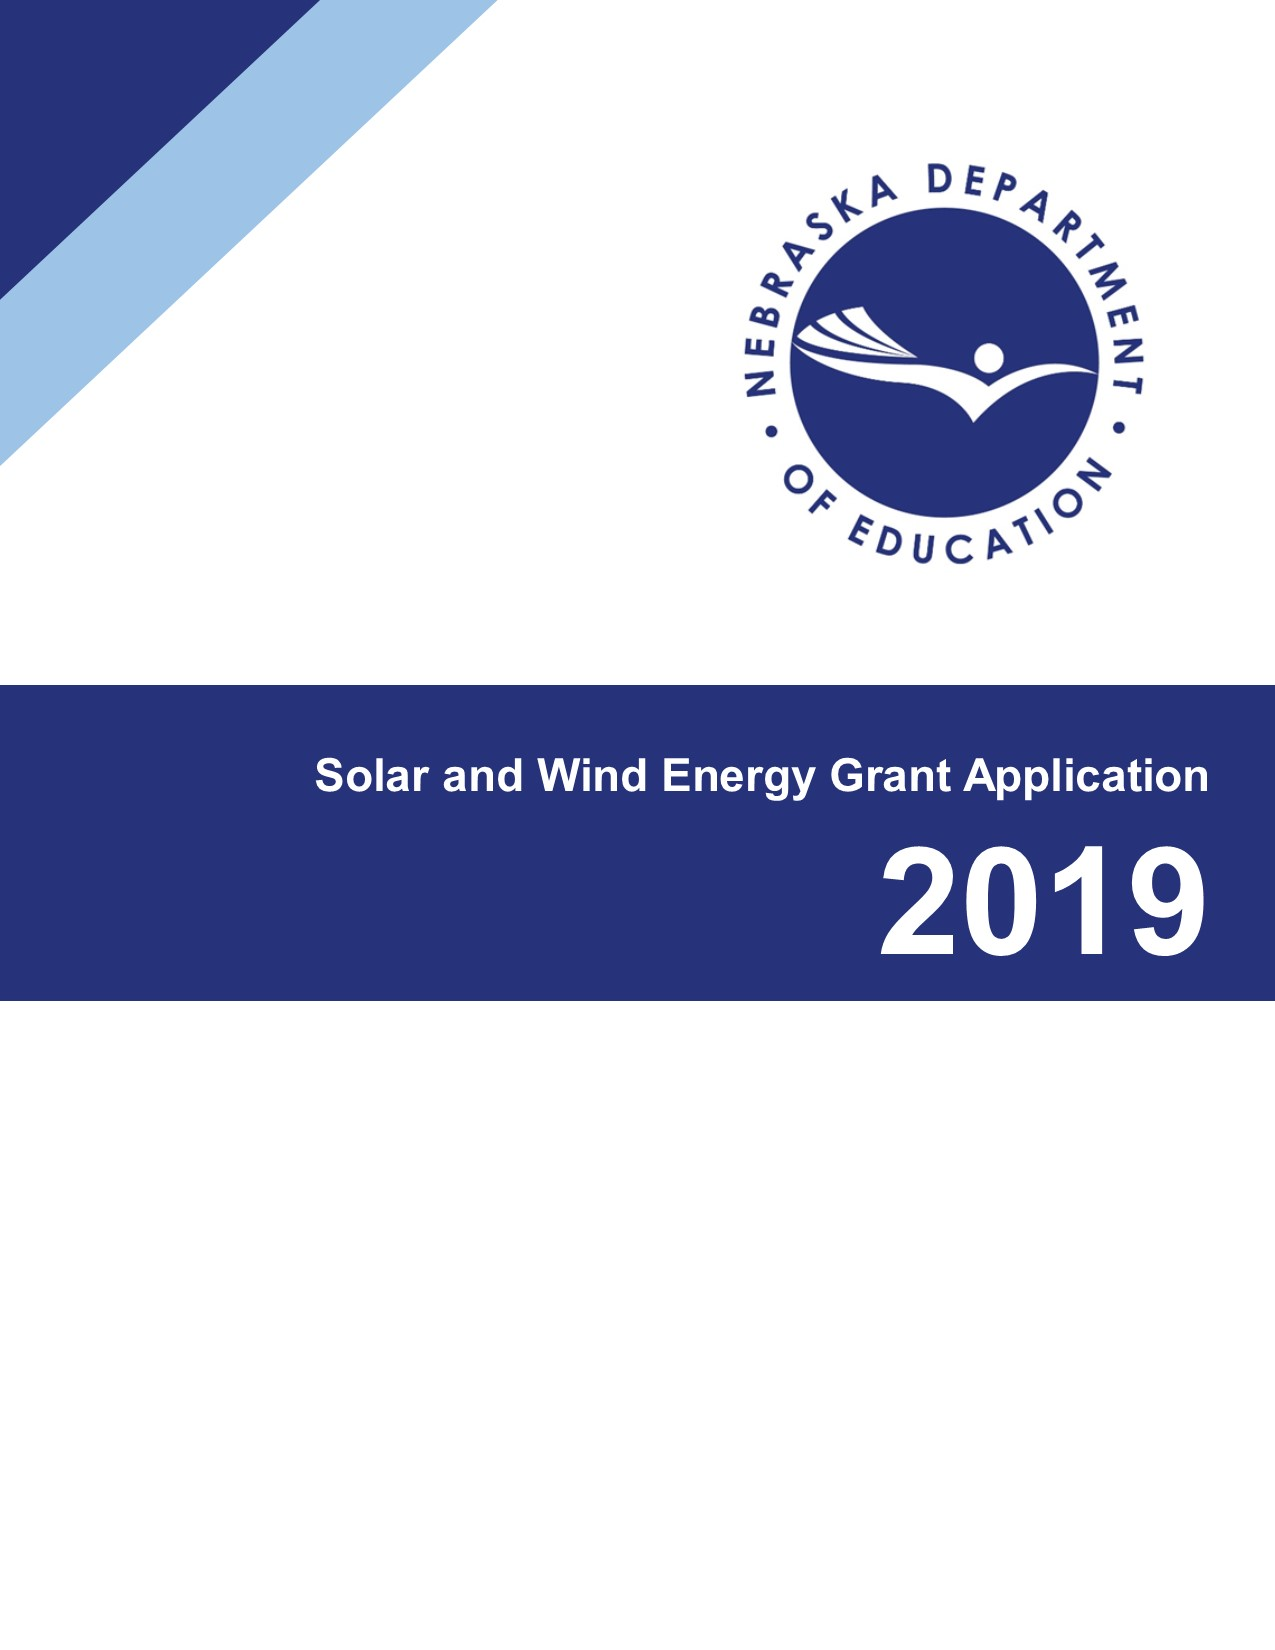 NEBRASKA DEPARTMENT
• OF EDUCATION •
Solar and Wind Energy Grant Application
2019